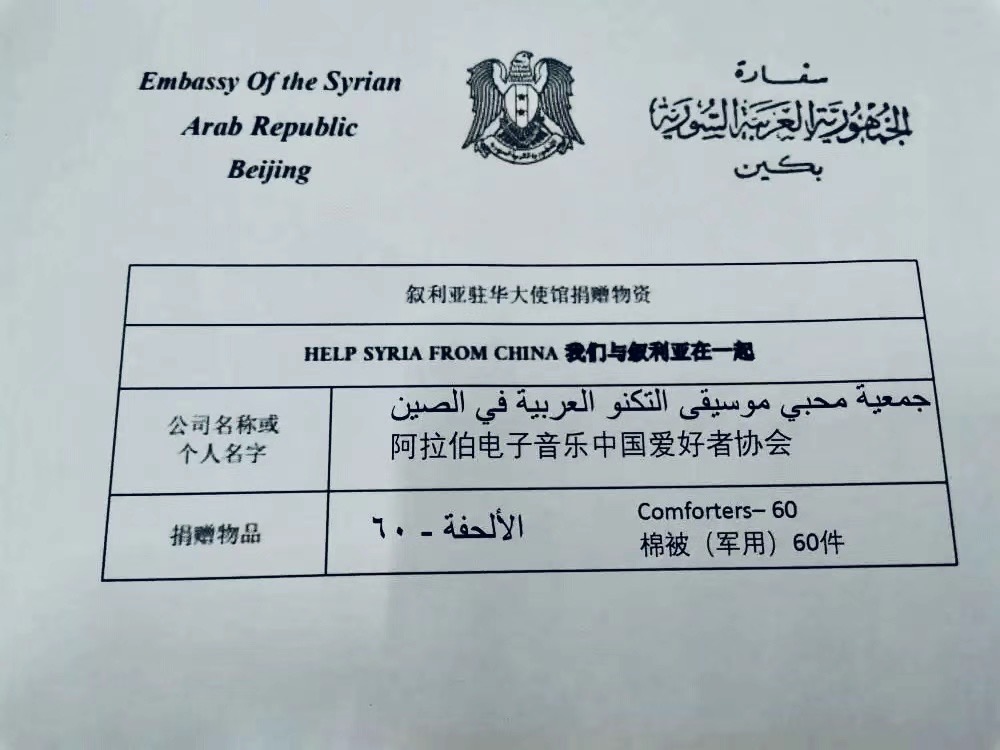 Embassy Of the Syrian
Arab Republic
Beijing
سفارة
الجمهورية العربية السورية
بكين
叙利亚驻华大使馆捐赠物资
HELP SYRIA FROM CHINA 我们与叙利亚在一起
公司名称或
个人名字
جمعية محبي موسيقى التكنو العربية في الصين
阿拉伯电子音乐中国爱好者协会
捐赠物品
الألحفة - ٦٠
Comforters– 60
棉被（军用）60件